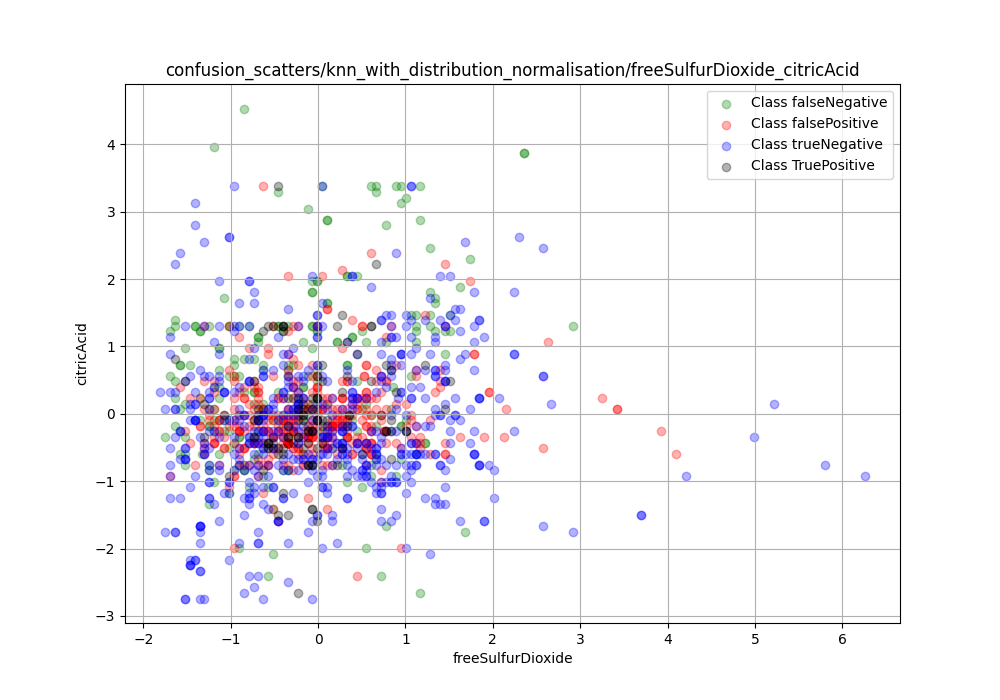 confusion_scatters/knn_with_distribution_normalisation/freeSulfurDioxide_citricAcid
Class falseNegative
Class falsePositive
Class trueNegative
Class TruePositive
citricAcid
4
3
2
1
0
−1
−2
−3
−2 −1 0 1 2 3 4 5 6
freeSulfurDioxide